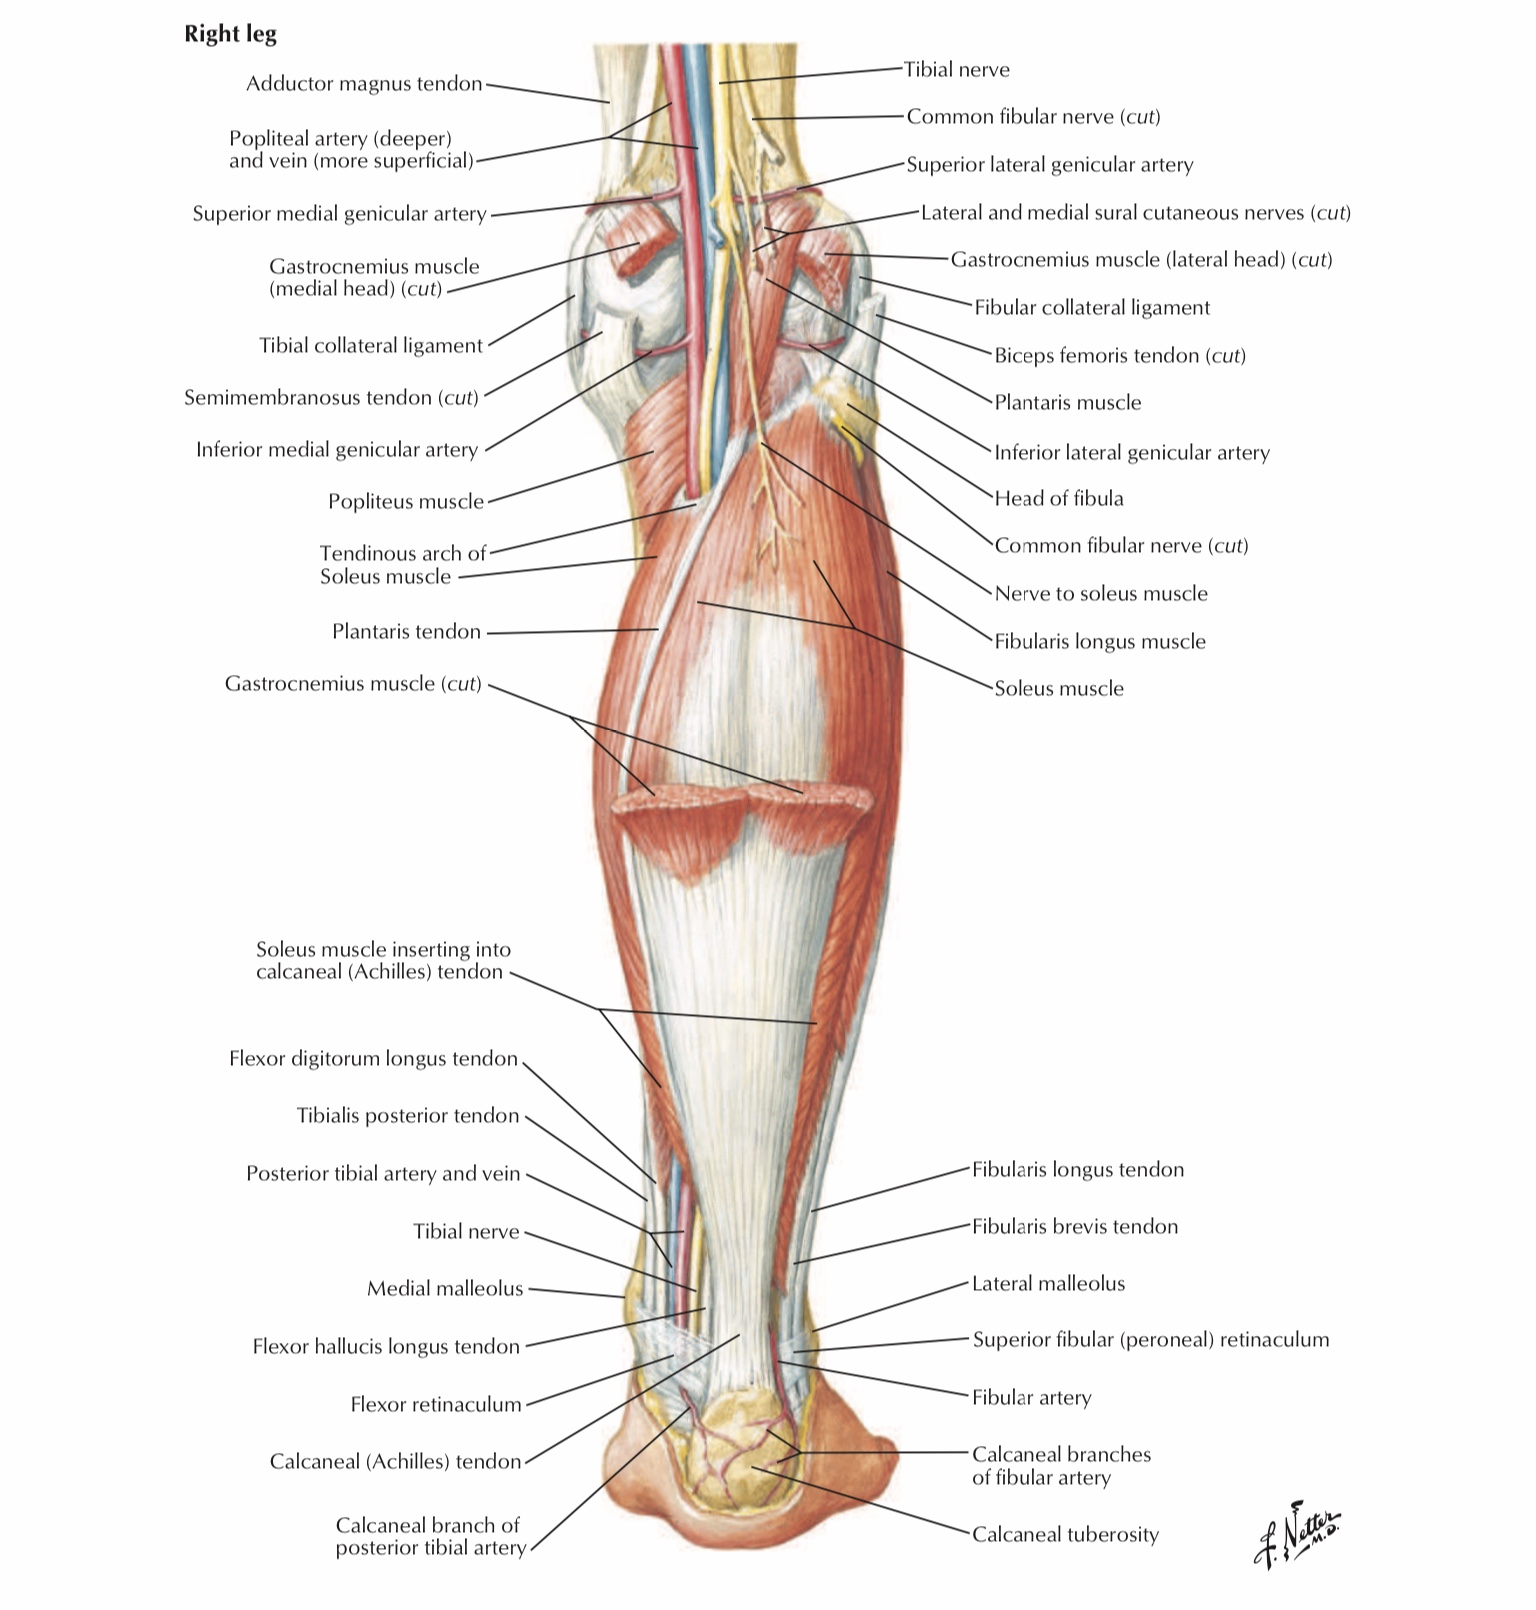 Right leg
Adductor magnus tendon
Popliteal artery (deeper)
and vein (more superficial)
Superior medial genicular artery
Gastrocnemius muscle
(medial head) (cut)
Tibial collateral ligament
Semimembranosus tendon (cut)
Inferior medial genicular artery
Popliteus muscle
Tendinous arch of
Soleus muscle
Plantaris tendon
Gastrocnemius muscle (cut)
Soleus muscle inserting into
calcaneal (Achilles) tendon
Flexor digitorum longus tendon
Tibialis posterior tendon
Posterior tibial artery and vein
Tibial nerve
Medial malleolus
Flexor hallucis longus tendon
Flexor retinaculum
Calcaneal (Achilles) tendon
Calcaneal branch of
posterior tibial artery
Tibial nerve
Common fibular nerve (cut)
Superior lateral genicular artery
Lateral and medial sural cutaneous nerves (cut)
Gastrocnemius muscle (lateral head) (cut)
Fibular collateral ligament
Biceps femoris tendon (cut)
Plantaris muscle
Inferior lateral genicular artery
Head of fibula
Common fibular nerve (cut)
Nerve to soleus muscle
Fibularis longus muscle
Soleus muscle
Fibularis longus tendon
Fibularis brevis tendon
Lateral malleolus
Superior fibular (peroneal) retinaculum
Fibular artery
Calcaneal branches
of fibular artery
Calcaneal tuberosity
F. Netter
M.D.